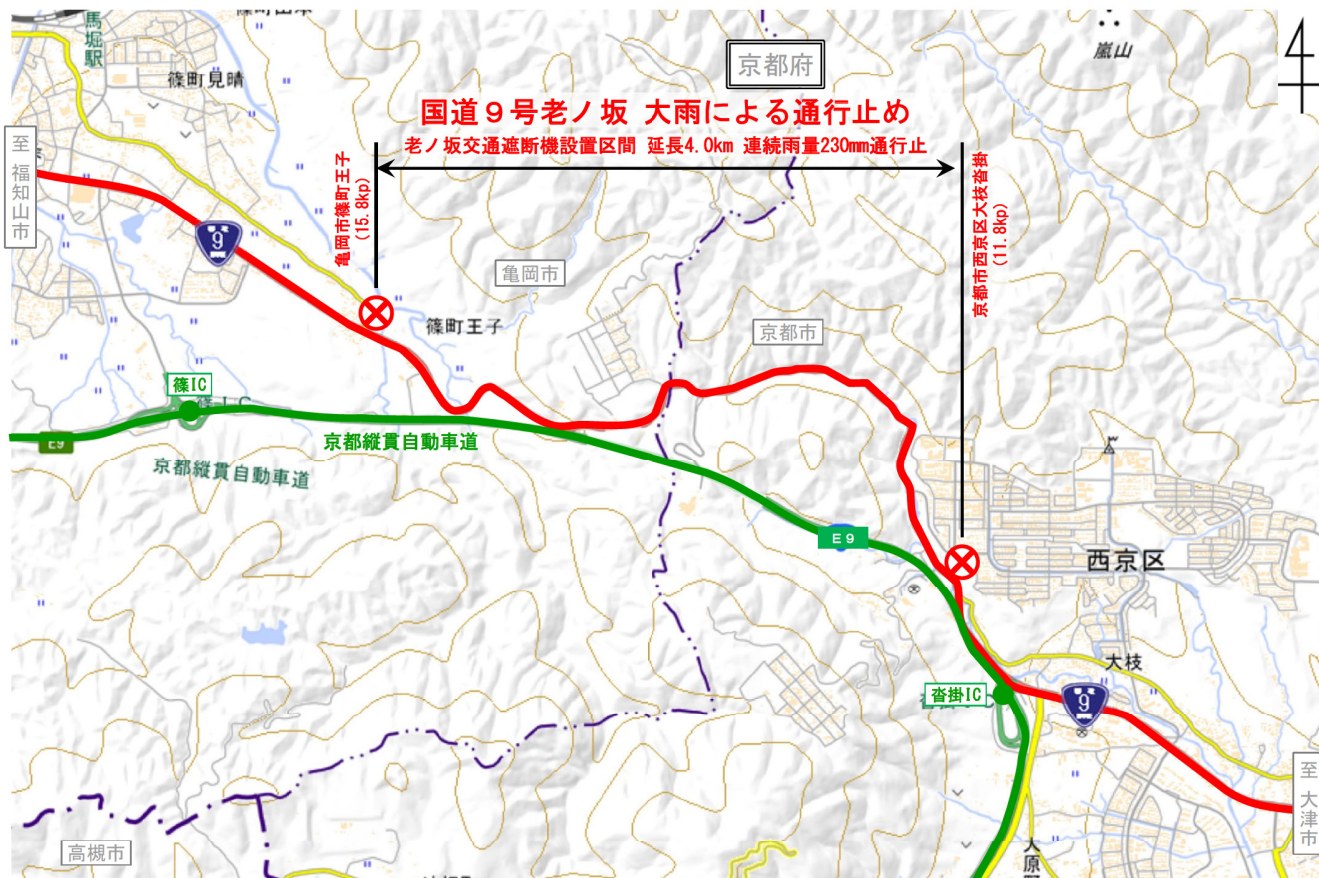 馬堀駅
篠町見晴
嵐山
京都府
国道9号老ノ坂 大雨による通行止め
老ノ坂交通遮断機設置区間 延長4.0km 連続雨量230mm通行止
至 福知山市
9
亀岡市篠町王子
(15.8kp)
京都市西京区大枝沓掛
(11.8kp)
亀岡市
篠町王子
京都市
篠IC
E9
京都縦貫自動車道
京都縦貫自動車道
E9
西京区
大枝
沓掛IC
9
至 大津市
高槻市
大原野